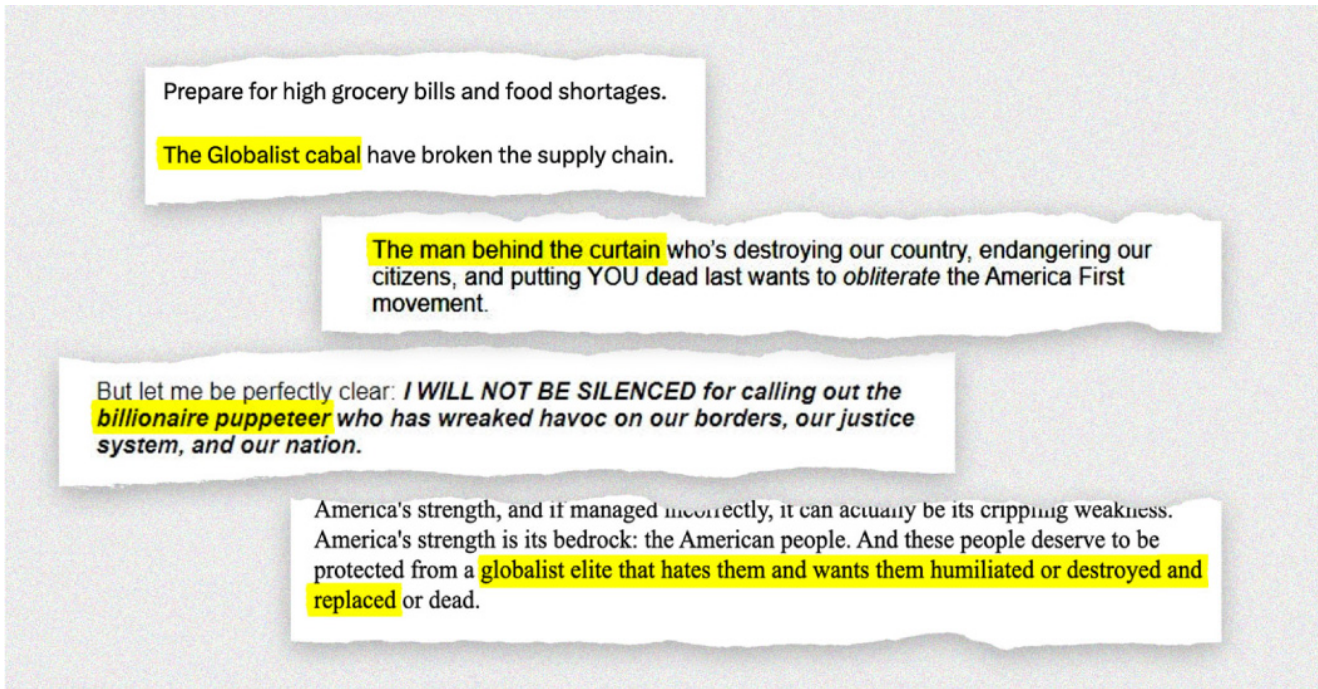 Prepare for high grocery bills and food shortages.
The Globalist cabal have broken the supply chain.
The man behind the curtain who's destroying our country, endangering our
citizens, and putting YOU dead last wants to obliterate the America First
movement.
But let me be perfectly clear: I WILL NOT BE SILENCED for calling out the
billionaire puppeteer who has wreaked havoc on our borders, our justice
system, and our nation.
America's strength, and if managed incorrectly, it can actually be its crippling weakness.
America's strength is its bedrock: the American people. And these people deserve to be
protected from a globalist elite that hates them and wants them humiliated or destroyed and
replaced or dead.